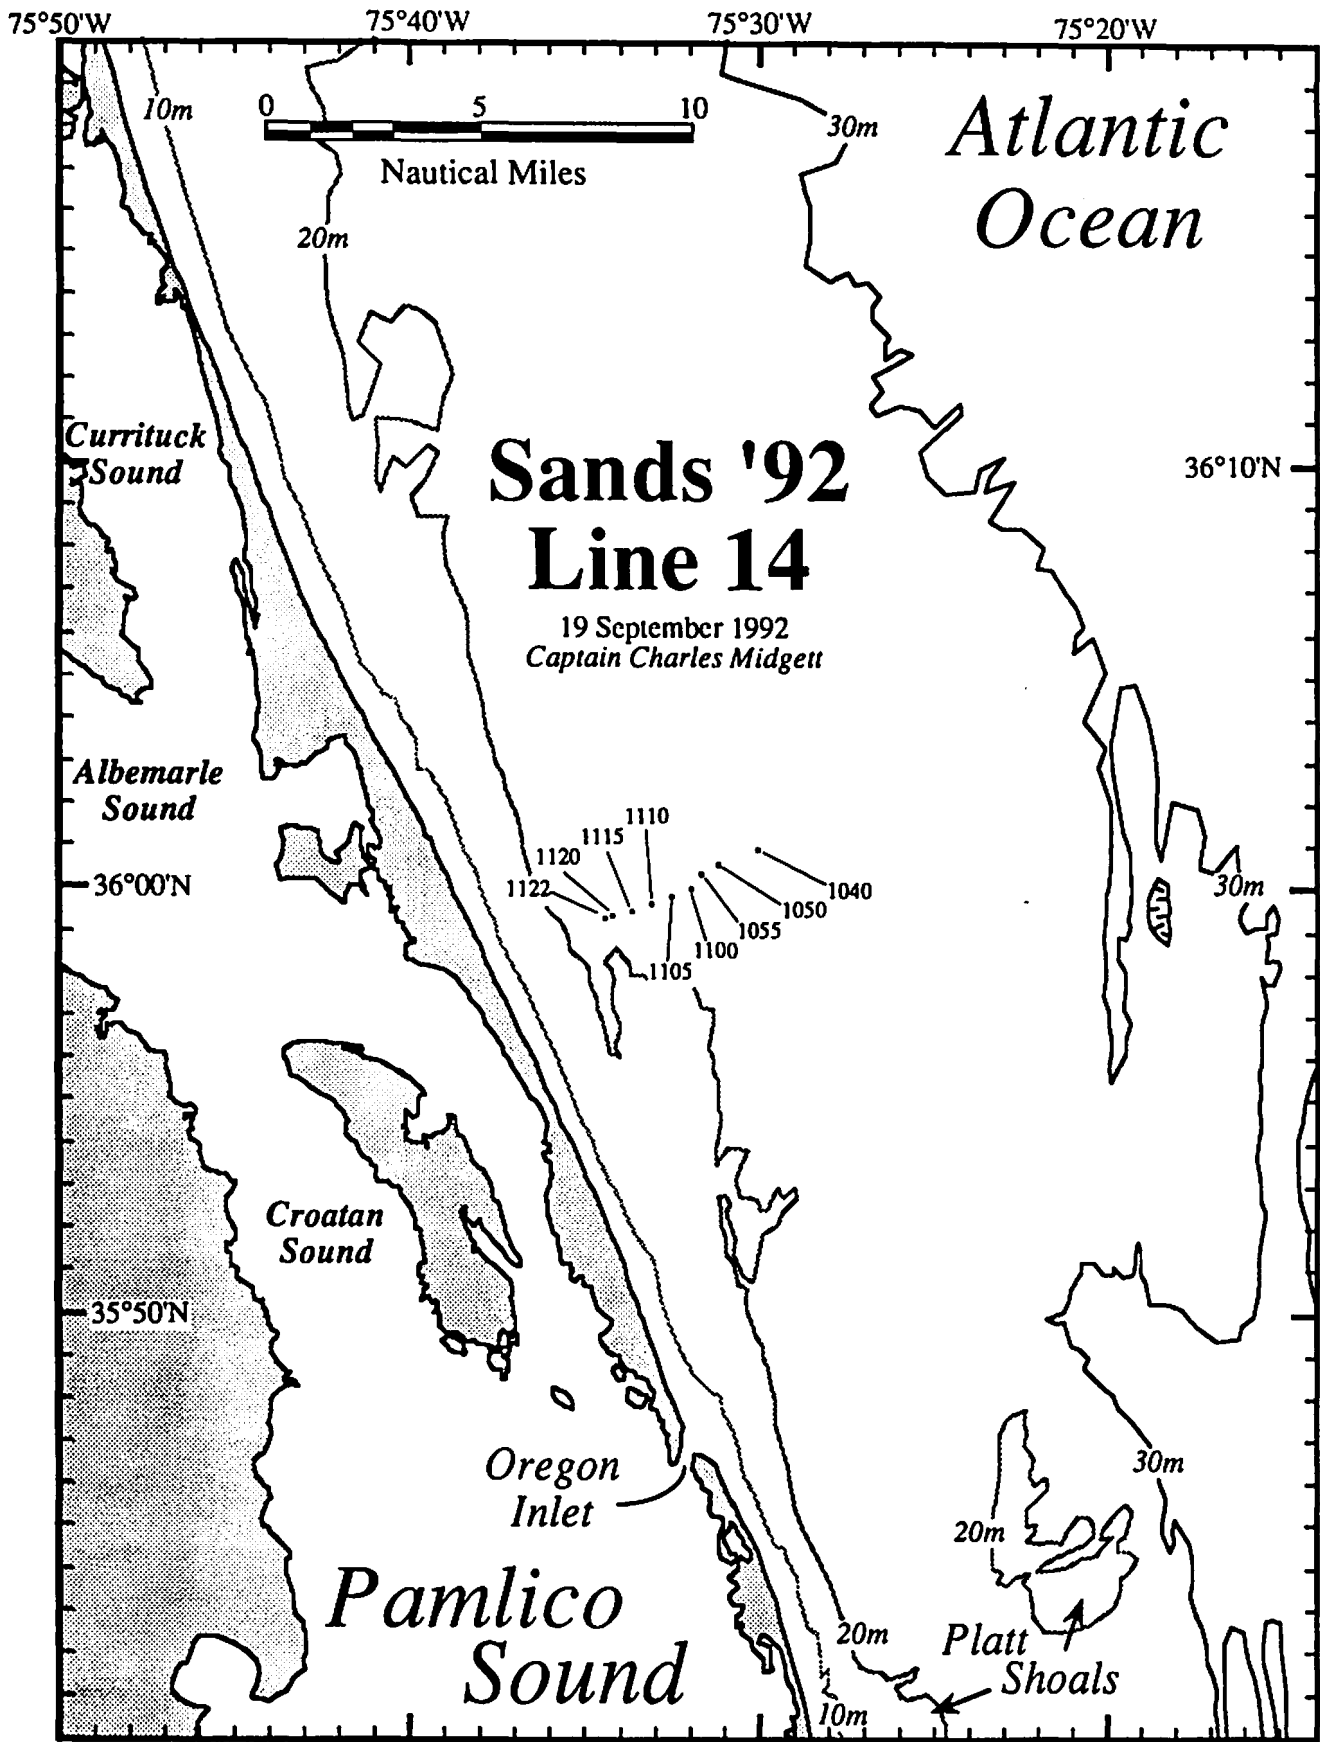 75°50'W
75°40'W
75°30'W
75°20'W
10m
0
5
10
Nautical Miles
30m
Atlantic
Ocean
20m
Currituck
Sound
Sands '92
Line 14
36°10'N
19 September 1992
Captain Charles Midgett
Albemarle
Sound
1110
1115
1120
1122
36°00'N
1040
1050
1055
1100
1105
30m
Croatan
Sound
35°50'N
Oregon
Inlet
30m
20m
Pamlico
Sound
20m
Platt
Shoals
10m